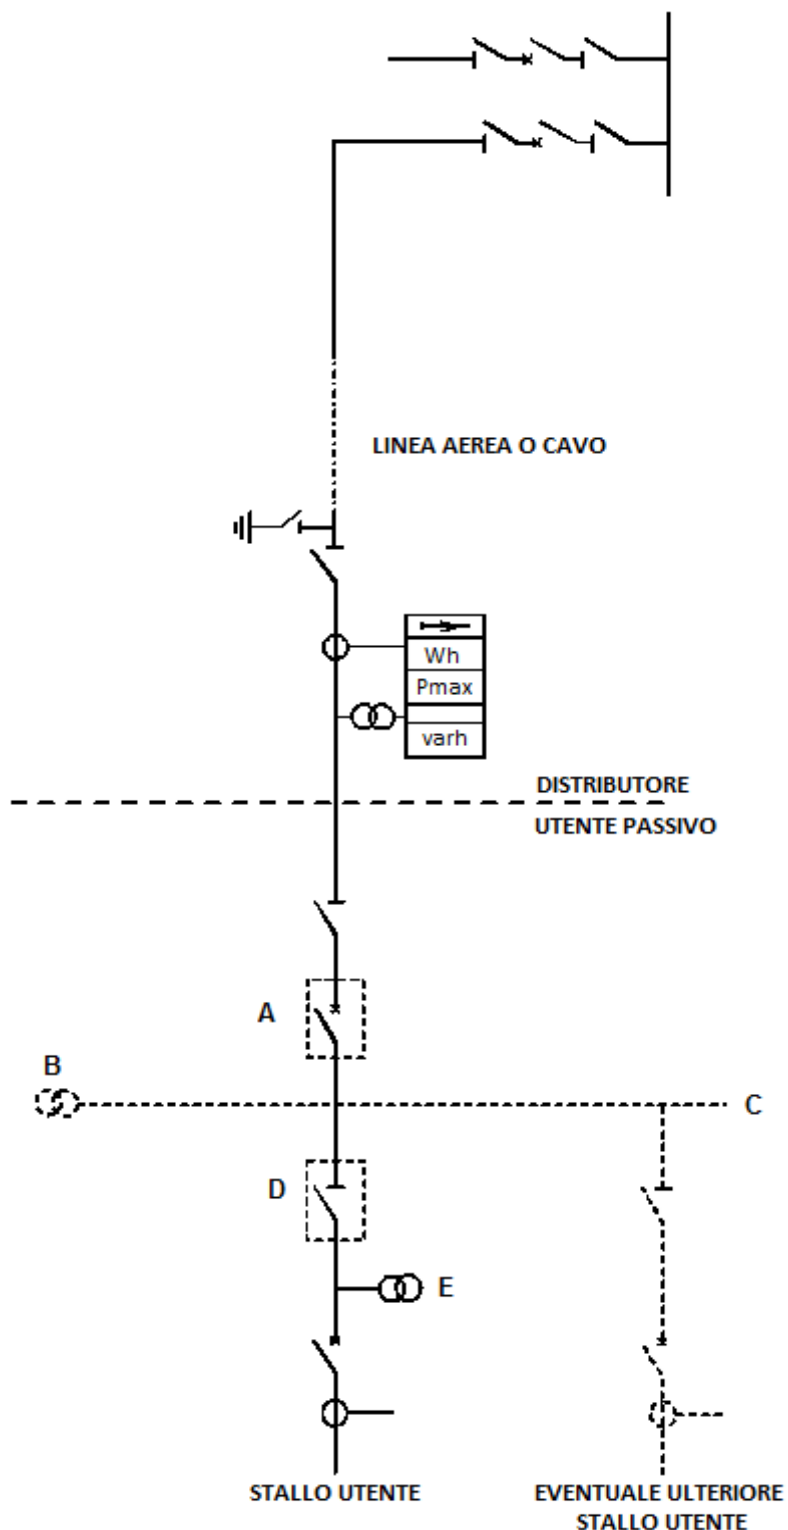 LINEA AEREA O CAVO
Wh
Pmax
varh
DISTRIBUTORE
UTENTE PASSIVO
A
B
C
D
E
STALLO UTENTE
EVENTUALE ULTERIORE
STALLO UTENTE